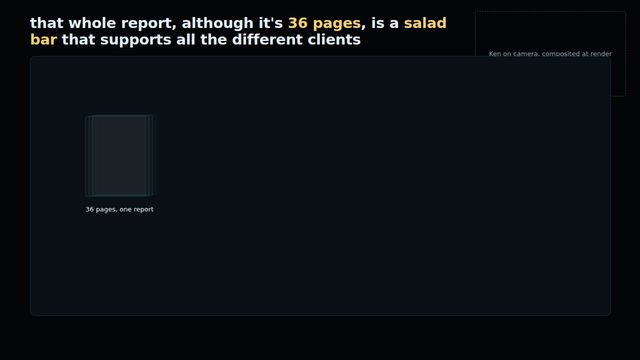 that whole report, although it's 36 pages, is a salad
bar that supports all the different clients
Ken on camera, composited at render
36 pages, one report